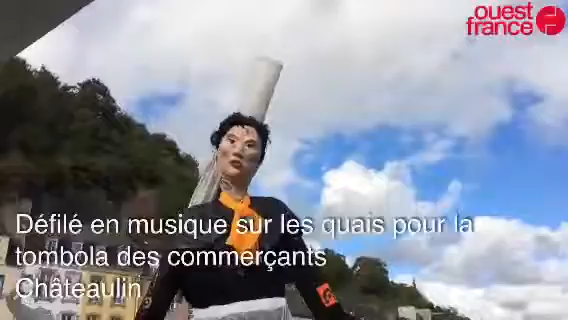 ouest
france
Défilé en musique sur les quais pour la
tombola des commerçants
Châteaulin